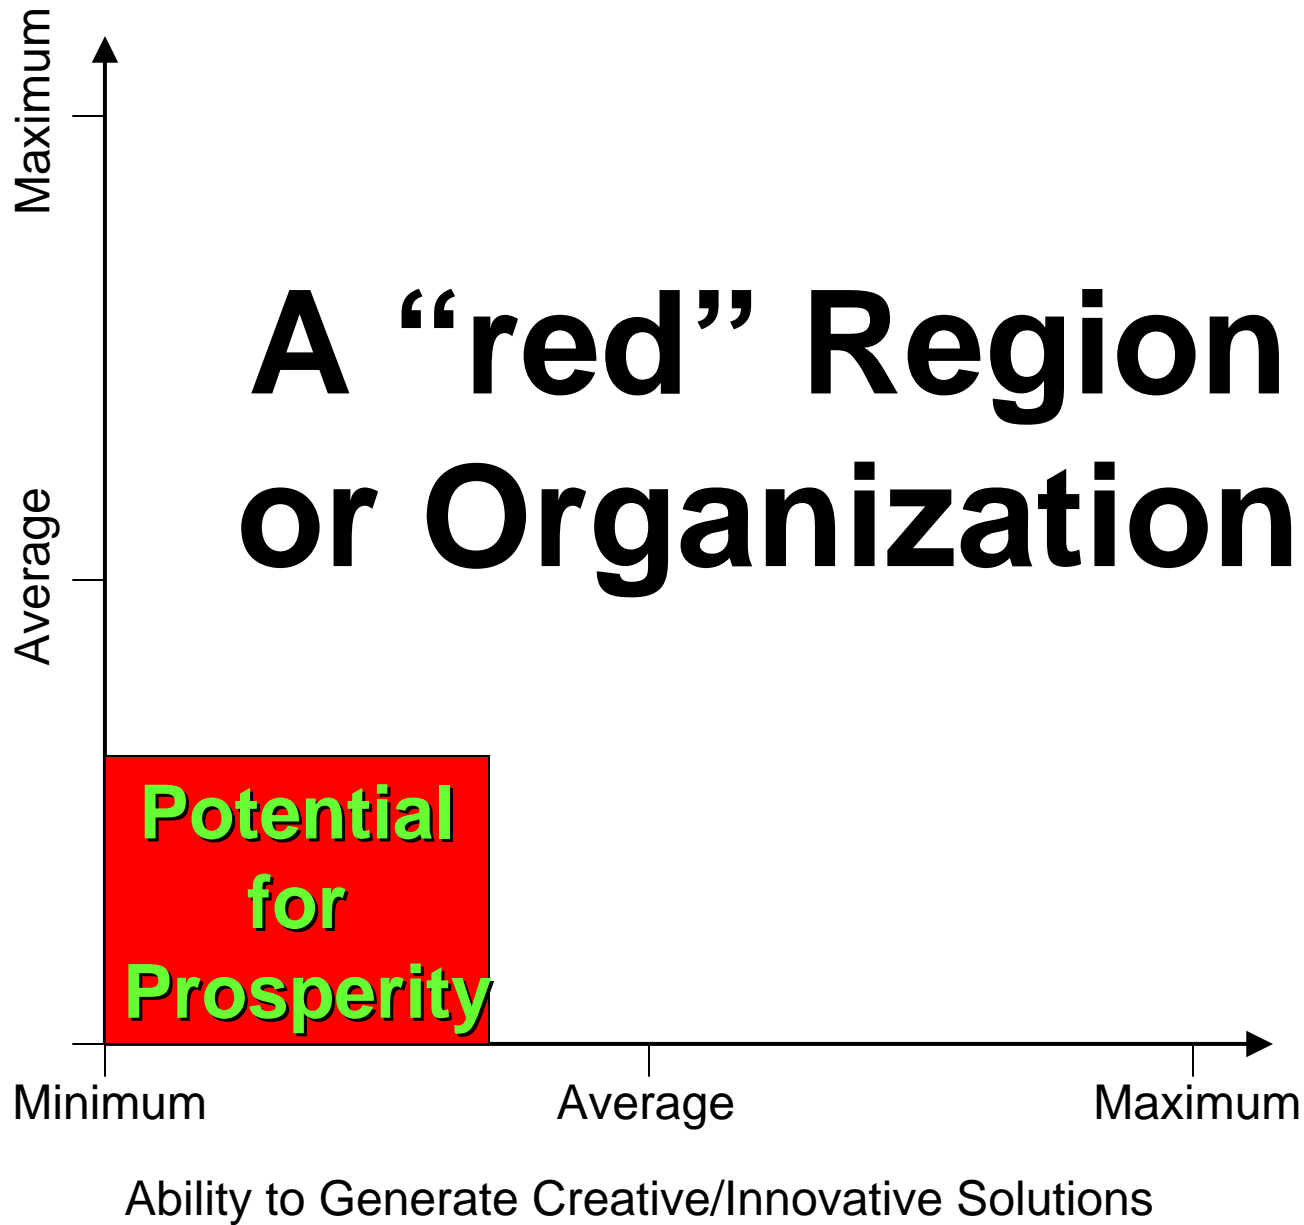 Maximum
A “red” Region
or Organization
Average
Potential
for
Prosperity
Minimum
Average
Maximum
Ability to Generate Creative/Innovative Solutions